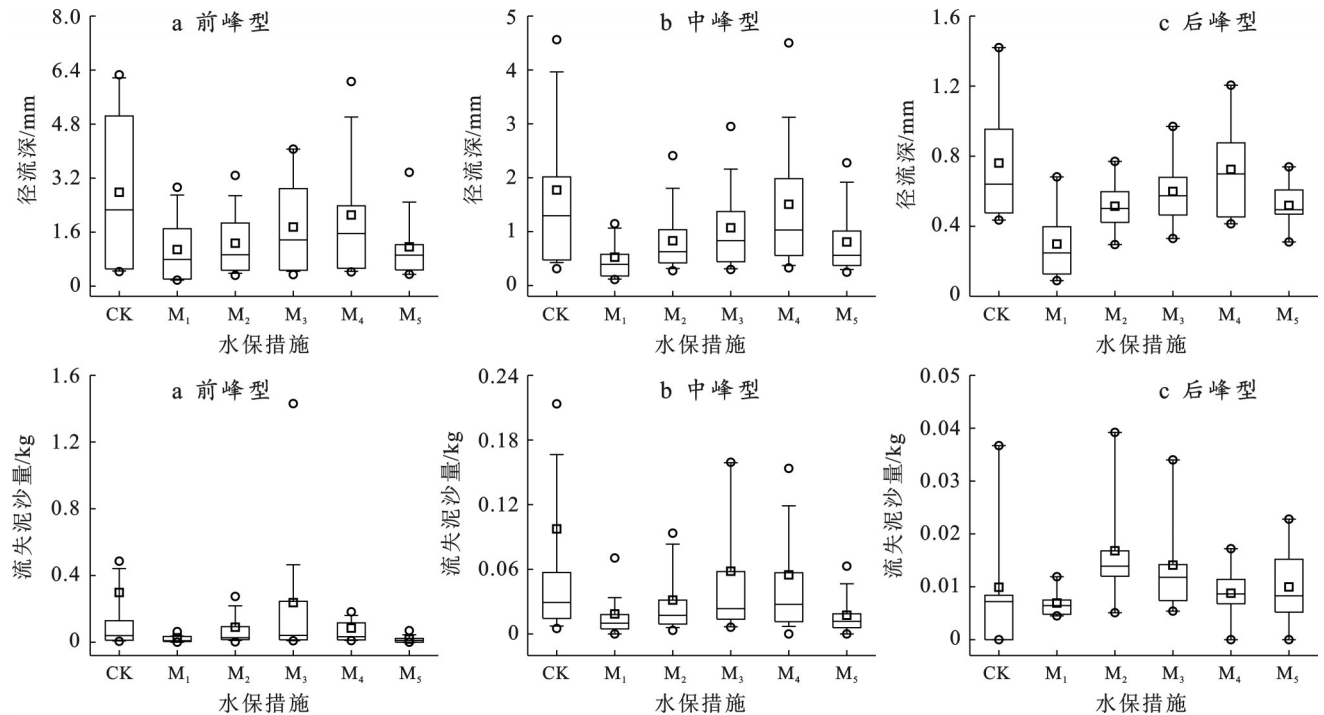 a 前峰型
径流深/mm
8.0
6.4
4.8
3.2
1.6
0
CK M₁ M₂ M₃ M₄ M₅
水保措施
b 中峰型
径流深/mm
5
4
3
2
1
0
CK M₁ M₂ M₃ M₄ M₅
水保措施
c 后峰型
径流深/mm
1.6
1.2
0.8
0.4
0
CK M₁ M₂ M₃ M₄ M₅
水保措施
a 前峰型
流失泥沙量/kg
1.6
1.2
0.8
0.4
0
CK M₁ M₂ M₃ M₄ M₅
水保措施
b 中峰型
流失泥沙量/kg
0.24
0.18
0.12
0.06
0
CK M₁ M₂ M₃ M₄ M₅
水保措施
c 后峰型
流失泥沙量/kg
0.05
0.04
0.03
0.02
0.01
0
CK M₁ M₂ M₃ M₄ M₅
水保措施